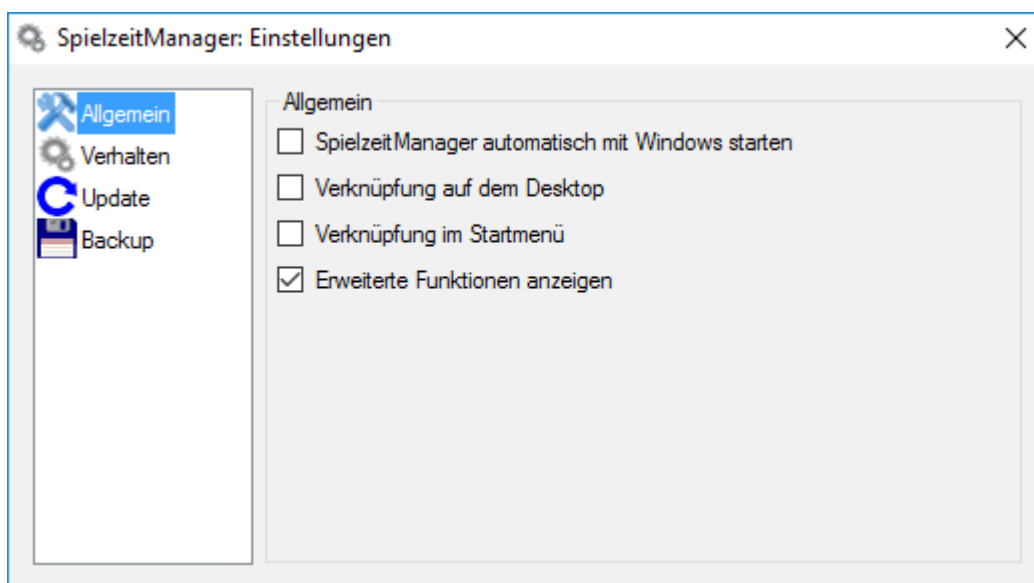 SpielzeitManager: Einstellungen
Allgemein
Verhalten
Update
Backup
Allgemein
SpielzeitManager automatisch mit Windows starten
Verknüpfung auf dem Desktop
Verknüpfung im Startmenü
Erweiterte Funktionen anzeigen